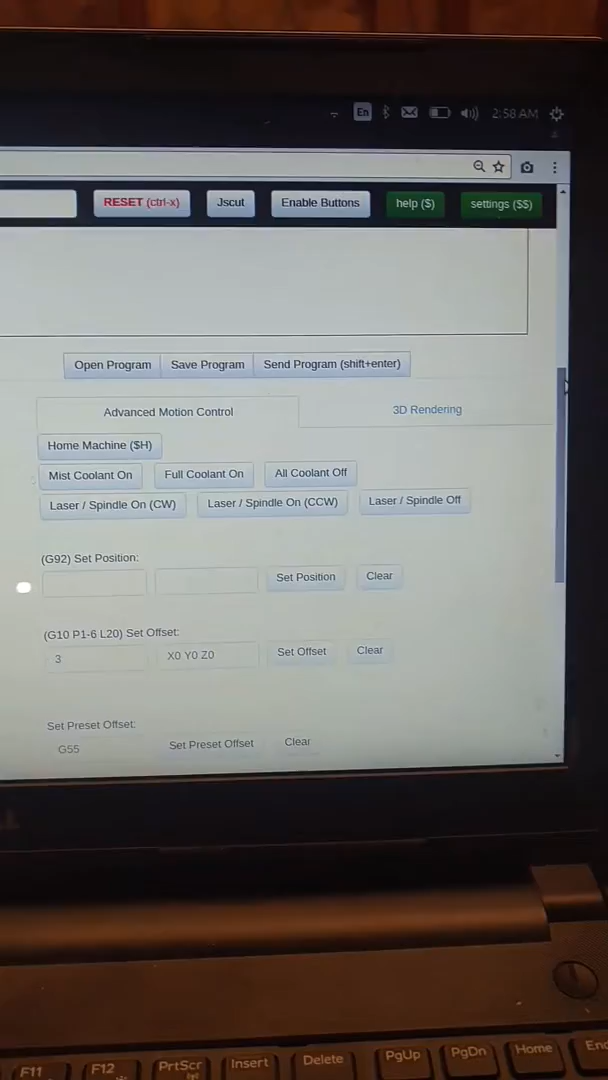 En 2:58 AM
RESET (ctrl-x) Jscut Enable Buttons help ($) settings ($$)
Open Program Save Program Send Program (shift+enter)
Advanced Motion Control 3D Rendering
Home Machine ($H)
Mist Coolant On Full Coolant On All Coolant Off
Laser / Spindle On (CW) Laser / Spindle On (CCW) Laser / Spindle Off
(G92) Set Position:
Set Position Clear
(G10 P1-6 L20) Set Offset:
3 X0 Y0 Z0 Set Offset Clear
Set Preset Offset:
G55 Set Preset Offset Clear
F11 F12 PrtScr Insert Delete PgUp PgDn Home End